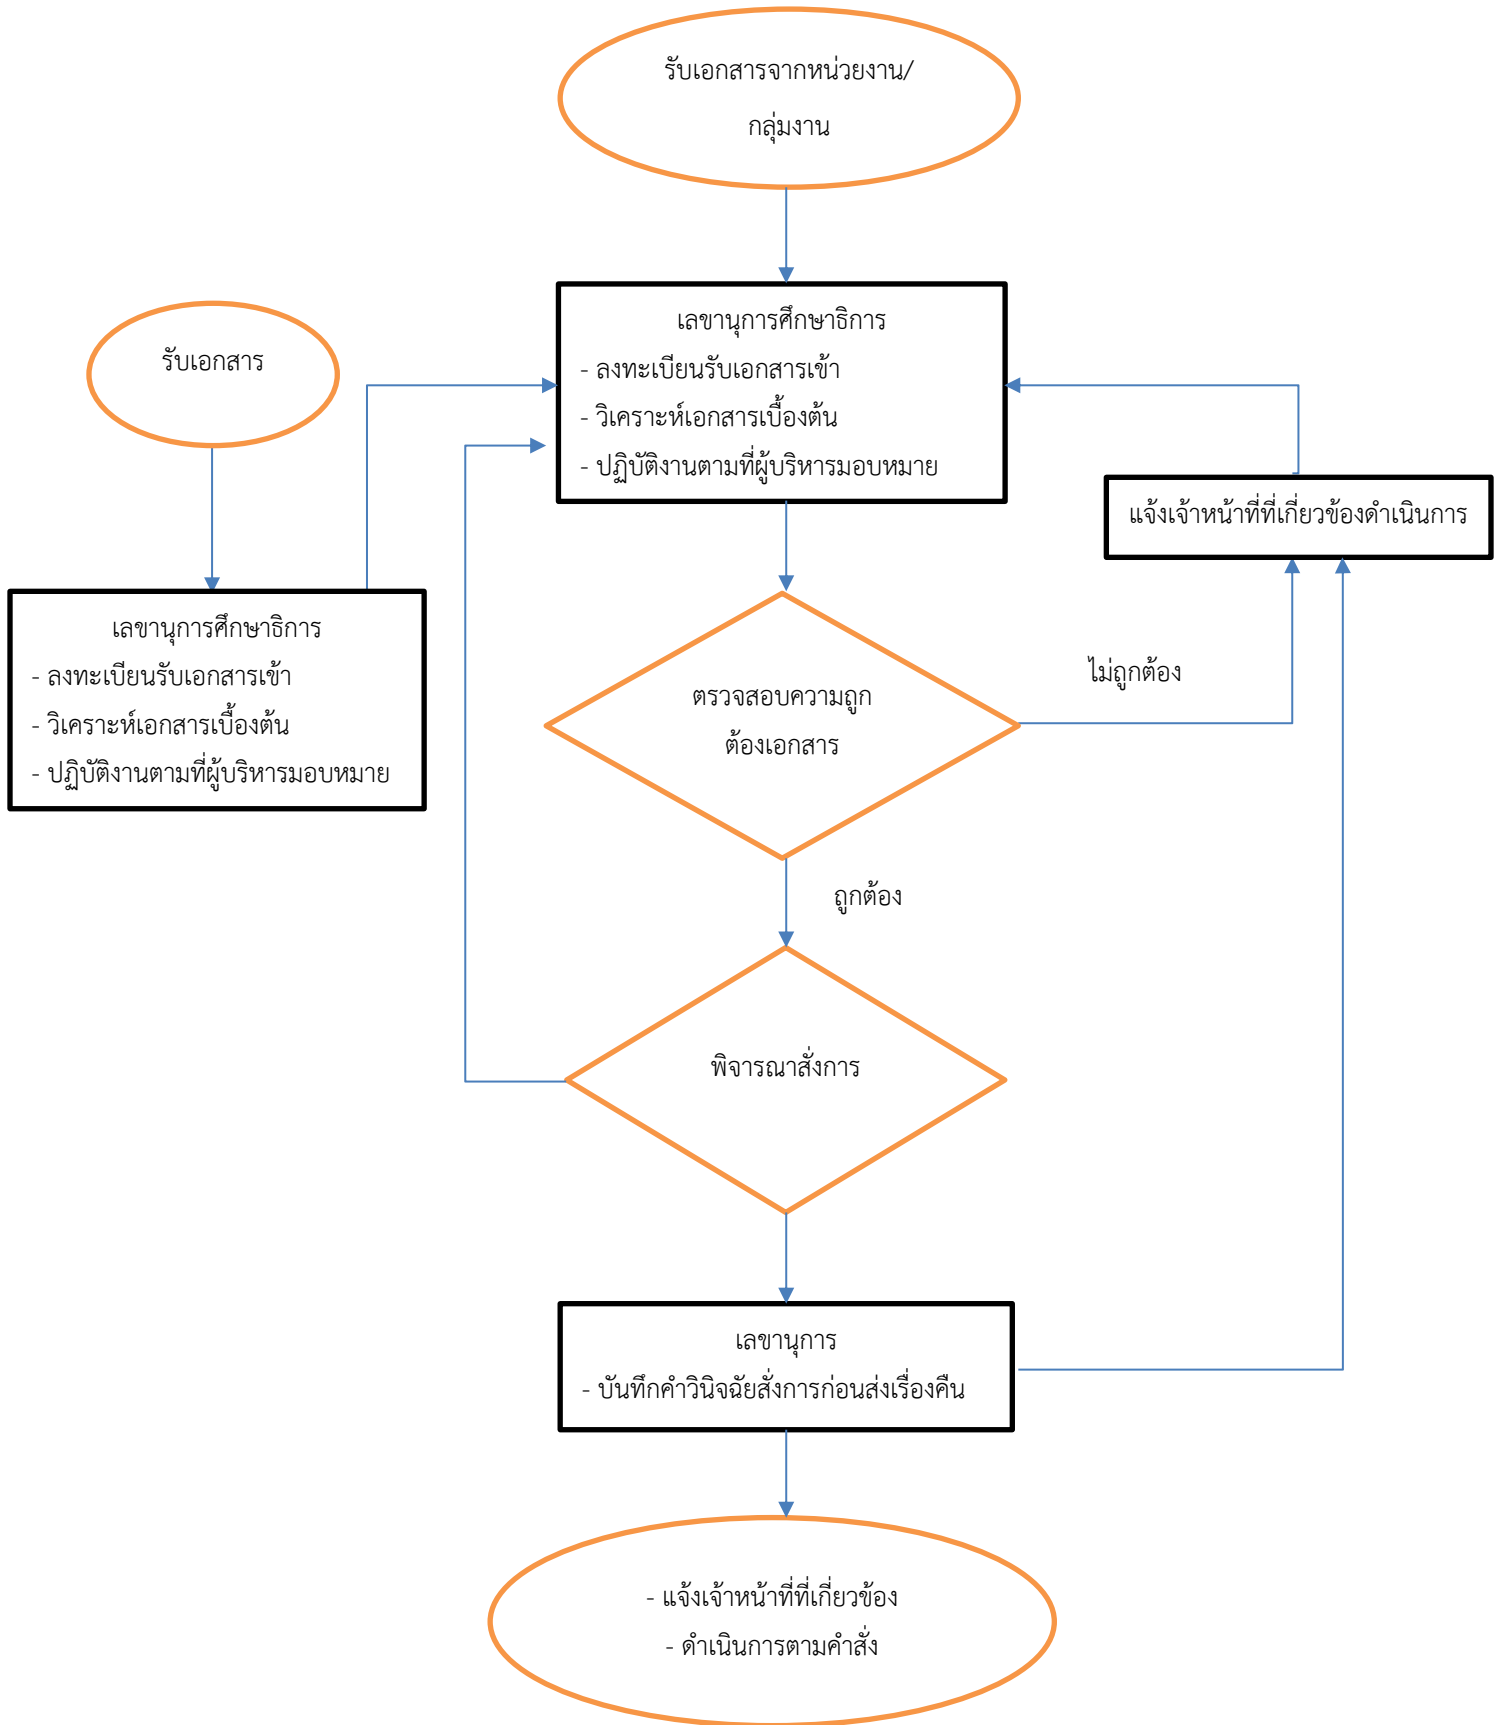 รับเอกสารจากหน่วยงาน/
กลุ่มงาน
เลขานุการศึกษาธิการ
- ลงทะเบียนรับเอกสารเข้า
- วิเคราะห์เอกสารเบื้องต้น
- ปฏิบัติงานตามที่ผู้บริหารมอบหมาย
รับเอกสาร
แจ้งเจ้าหน้าที่ที่เกี่ยวข้องดำเนินการ
เลขานุการศึกษาธิการ
- ลงทะเบียนรับเอกสารเข้า
- วิเคราะห์เอกสารเบื้องต้น
- ปฏิบัติงานตามที่ผู้บริหารมอบหมาย
ตรวจสอบความถูก
ต้องเอกสาร
ไม่ถูกต้อง
ถูกต้อง
พิจารณาสั่งการ
เลขานุการ
- บันทึกคำวินิจฉัยสั่งการก่อนส่งเรื่องคืน
- แจ้งเจ้าหน้าที่ที่เกี่ยวข้อง
- ดำเนินการตามคำสั่ง